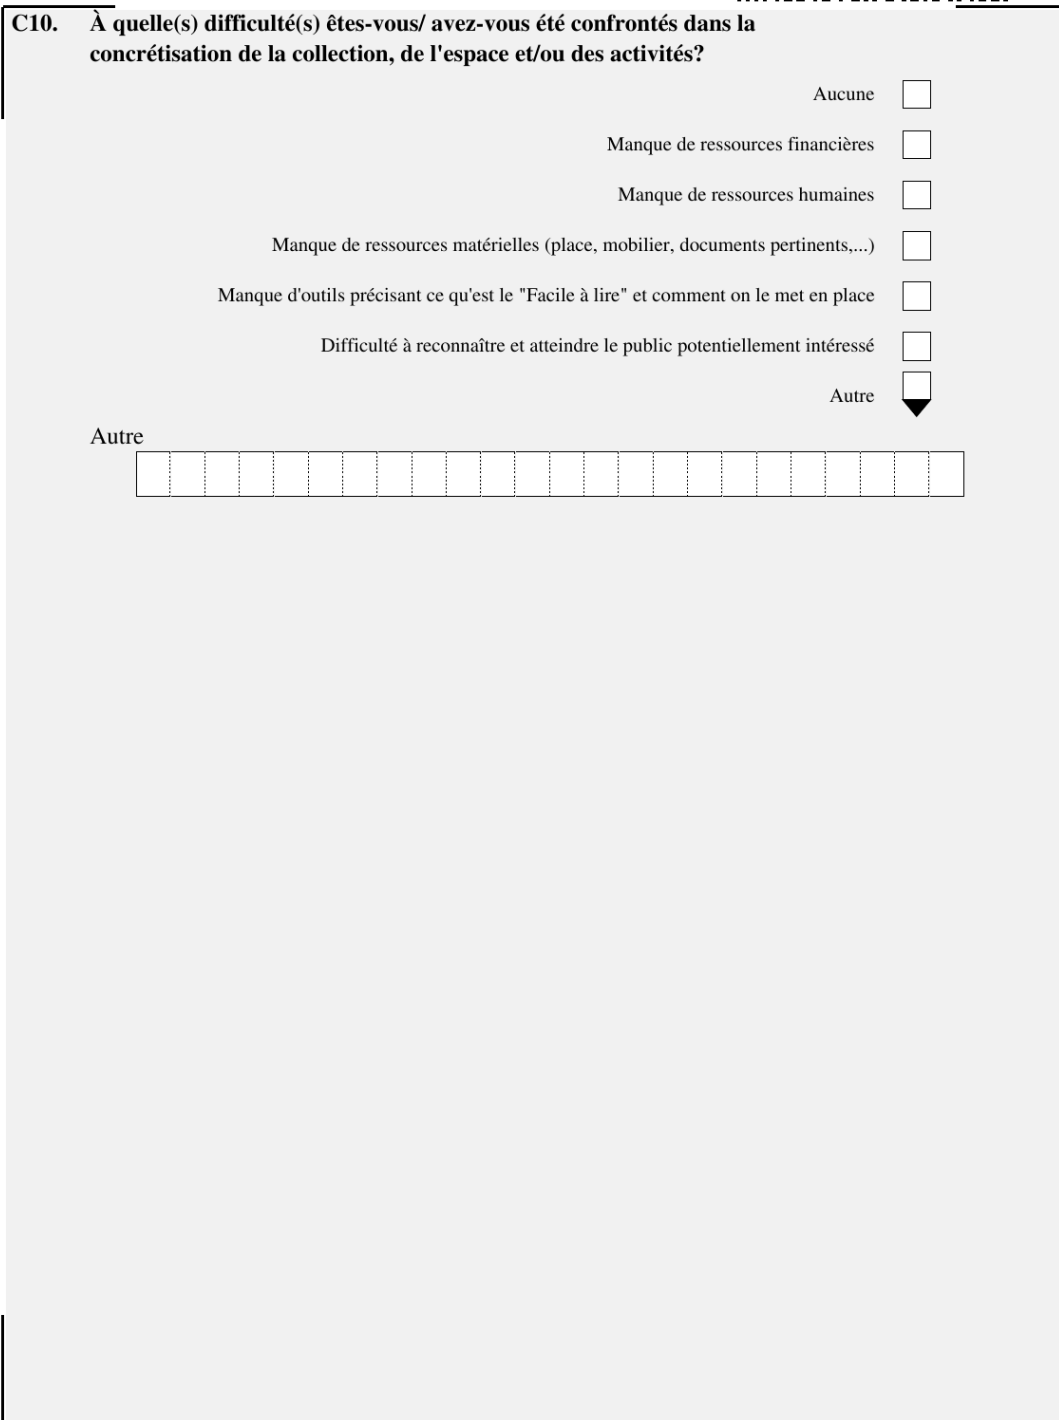 C10. À quelle(s) difficulté(s) êtes-vous/ avez-vous été confrontés dans la
concrétisation de la collection, de l'espace et/ou des activités?
Aucune
Manque de ressources financières
Manque de ressources humaines
Manque de ressources matérielles (place, mobilier, documents pertinents,...)
Manque d'outils précisant ce qu'est le "Facile à lire" et comment on le met en place
Difficulté à reconnaître et atteindre le public potentiellement intéressé
Autre
Autre